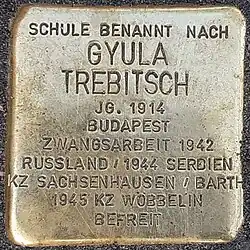 SCHULE BENANNT NACH
GYULA
TREBITSCH
JG. 1914
BUDAPEST
ZWANGSARBEIT 1942
RUSSLAND / 1944 SERBIEN
KZ SACHSENHAUSEN / BARTH
1945 KZ WÖBBELIN
BEFREIT